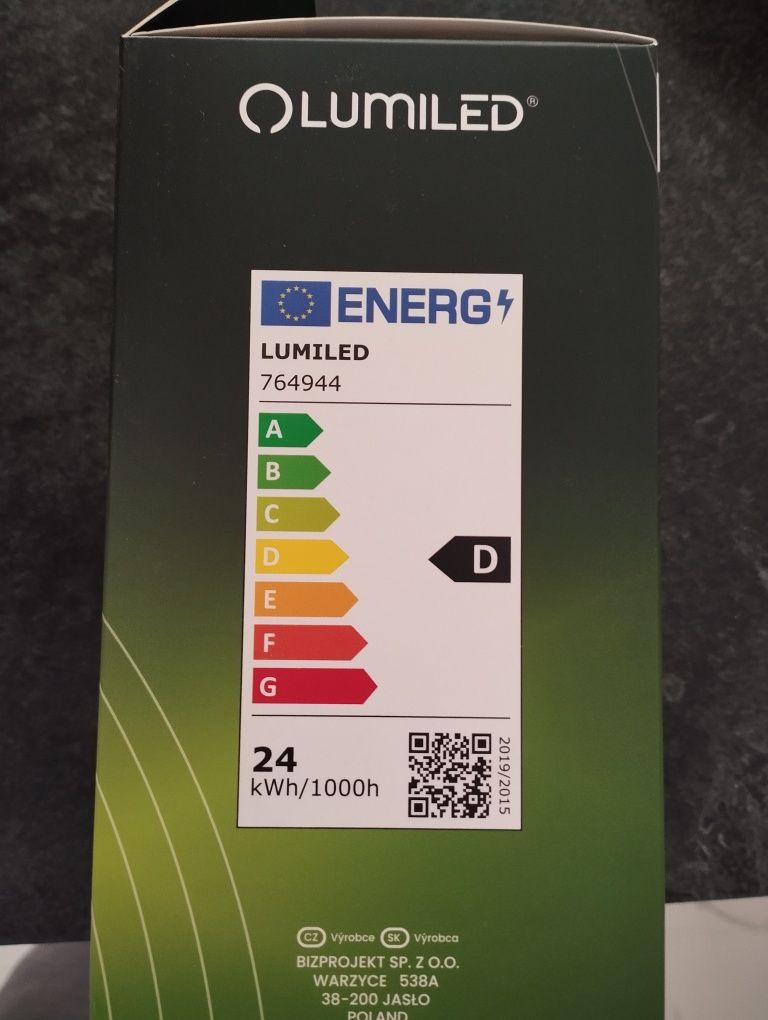 LUMILED®
ENERG
LUMILED
764944
A
B
C
D
D
E
F
G
24
kWh/1000h
2019/2015
CZ Výrobce SK Výrobca
BIZPROJEKT SP. Z O.O.
WARZYCE 538A
38-200 JASŁO
POLAND